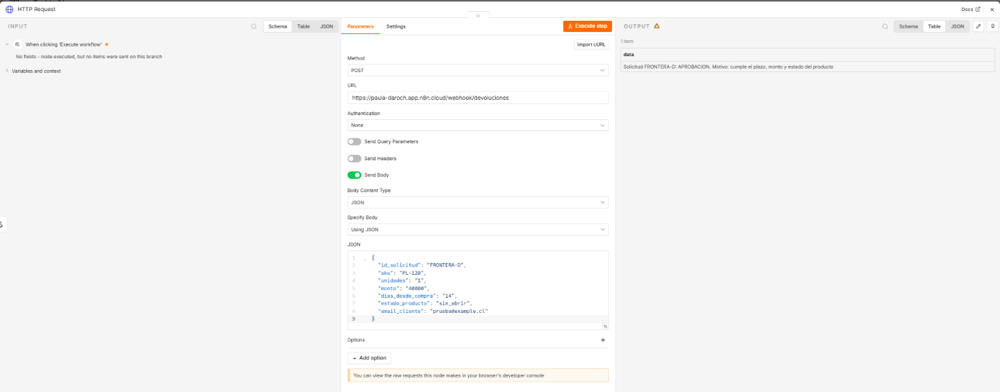 HTTP Request
Docs
INPUT
Schema Table JSON
When clicking 'Execute workflow'
No fields - node executed, but no items were sent on this branch
Variables and context
Parameters Settings
Execute step
Import cURL
Method
POST
URL
https://paula-daroch.app.n8n.cloud/webhook/devoluciones
Authentication
None
Send Query Parameters
Send Headers
Send Body
Body Content Type
JSON
Specify Body
Using JSON
JSON
1 {
2 "id_solicitud": "FRONTERA-D",
3 "sku": "PL-120",
4 "unidades": "1",
5 "monto": "40000",
6 "dias_desde_compra": "14",
7 "estado_producto": "sin_abrir",
8 "email_cliente": "prueba@example.cl"
9 }
Options
+ Add option
You can view the raw requests this node makes in your browser's developer console
OUTPUT
Schema Table JSON
1 item
data
Solicitud FRONTERA-D: APROBACION. Motivo: cumple el plazo, monto y estado del producto